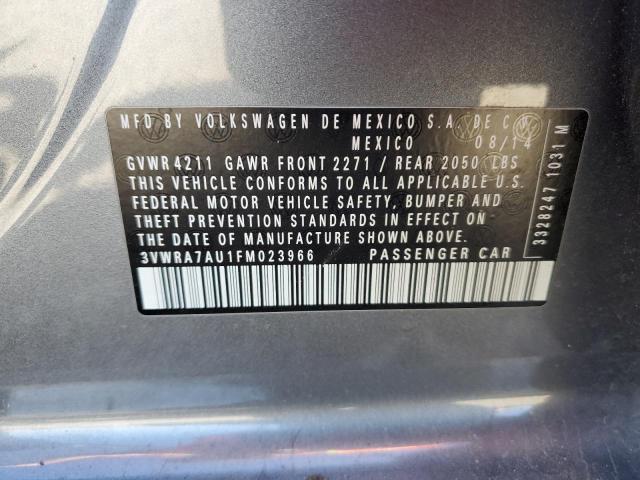 MFD BY VOLKSWAGEN DE MEXICO S.A. DE C.V.
MEXICO 08/14
GVWR 4211 GAWR FRONT 2271 / REAR 2050 LBS
THIS VEHICLE CONFORMS TO ALL APPLICABLE U.S.
FEDERAL MOTOR VEHICLE SAFETY, BUMPER AND
THEFT PREVENTION STANDARDS IN EFFECT ON
THE DATE OF MANUFACTURE SHOWN ABOVE.
3VWRA7AU1FM023966 PASSENGER CAR
3328247 1031 M